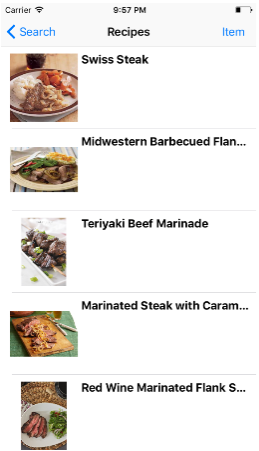 Carrier 9:57 PM
Search Recipes Item
Swiss Steak
Midwestern Barbecued Flan...
Teriyaki Beef Marinade
Marinated Steak with Caram...
Red Wine Marinated Flank S...